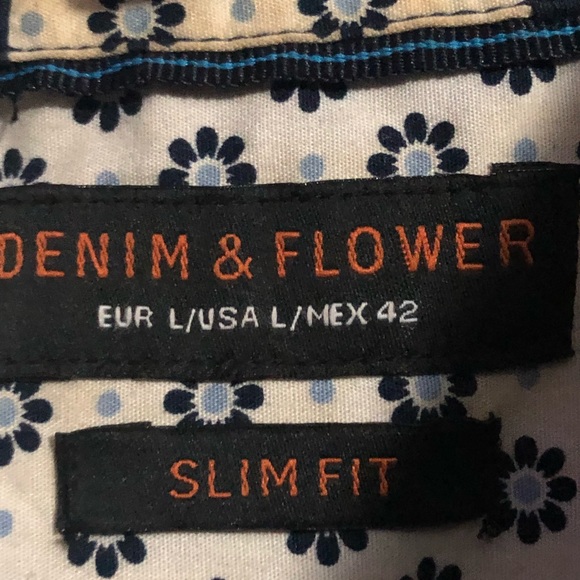 DENIM & FLOWER
EUR L/USA L/MEX 42
SLIM FIT